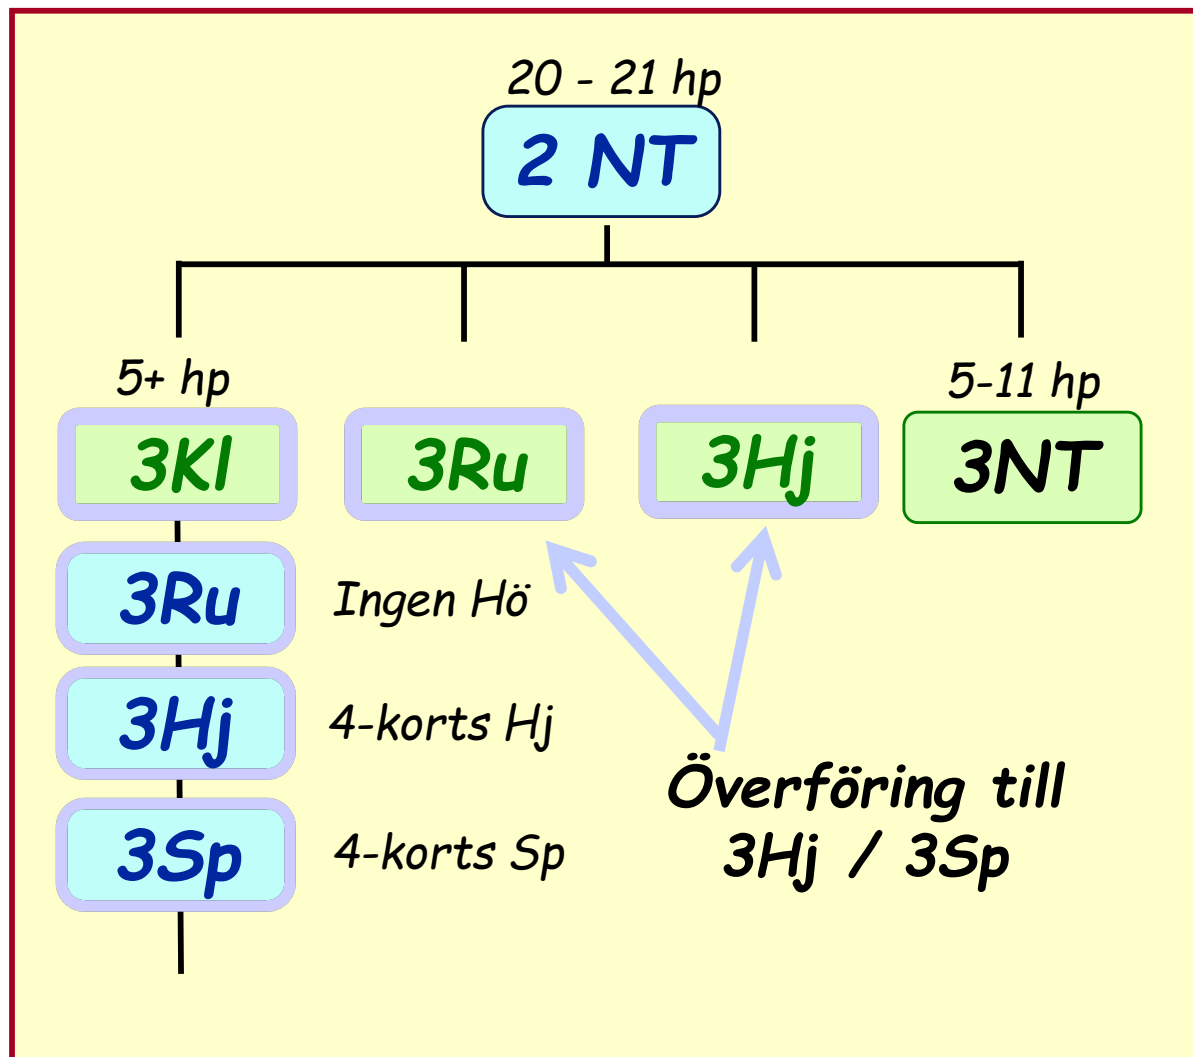 20 - 21 hp
2 NT
5+ hp
5-11 hp
3Kl
3Ru
3Hj
3NT
3Ru
Ingen Hö
3Hj
4-korts Hj
3Sp
4-korts Sp
Överföring till
3Hj / 3Sp